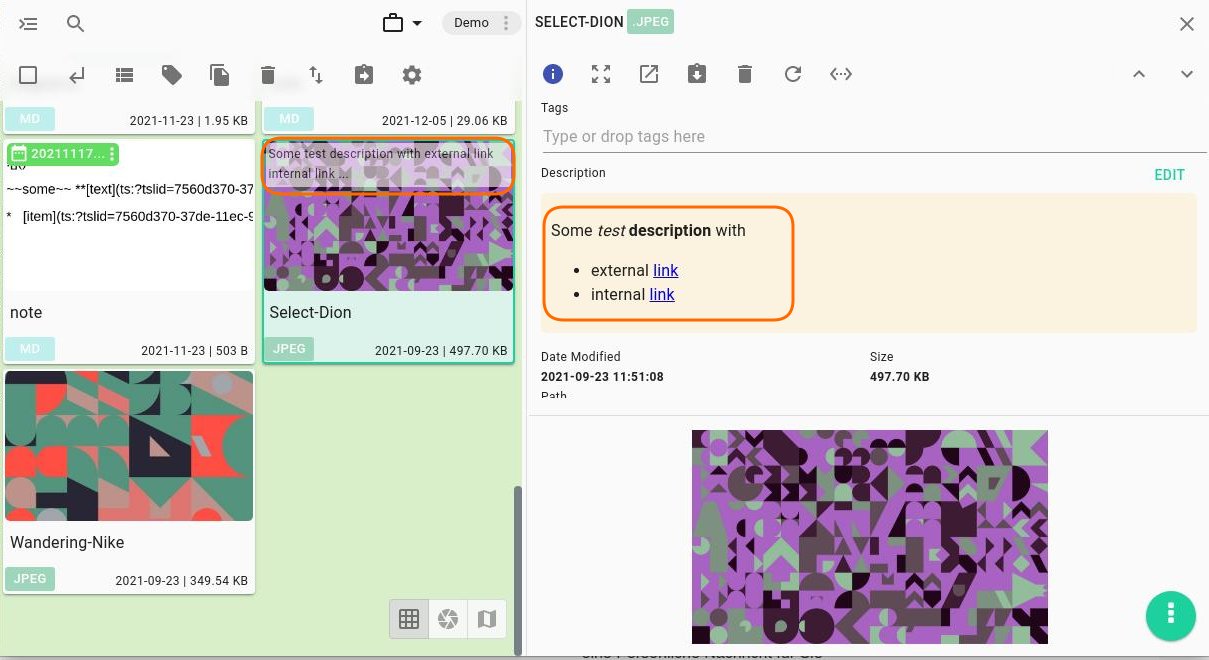 Demo
MD
2021-11-23 | 1.95 KB
MD
2021-12-05 | 29.06 KB
20211117...
~~some~~ **[text](ts:?tslid=7560d370-37
* [item](ts:?tslid=7560d370-37de-11ec-9
note
MD
2021-11-23 | 503 B
Some test description with external link
internal link ...
Select-Dion
JPEG
2021-09-23 | 497.70 KB
Wandering-Nike
JPEG
2021-09-23 | 349.54 KB
SELECT-DION .JPEG
Tags
Type or drop tags here
Description
EDIT
Some test description with
• external link
• internal link
Date Modified
Size
2021-09-23 11:51:08
497.70 KB
Path